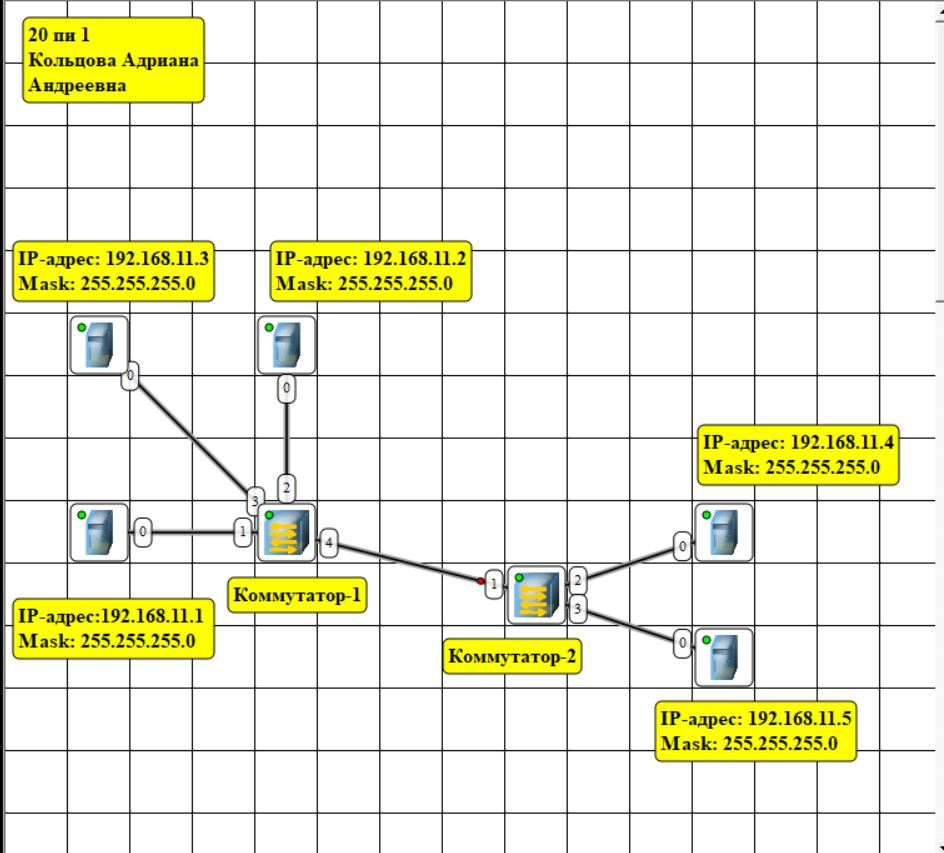 20 пи 1
Кольцова Адриана
Андреевна
IP-адрес: 192.168.11.3
Mask: 255.255.255.0
IP-адрес: 192.168.11.2
Mask: 255.255.255.0
0
0
IP-адрес: 192.168.11.4
Mask: 255.255.255.0
3
2
0
1
4
0
1
2
3
Коммутатор-1
IP-адрес:192.168.11.1
Mask: 255.255.255.0
0
Коммутатор-2
IP-адрес: 192.168.11.5
Mask: 255.255.255.0